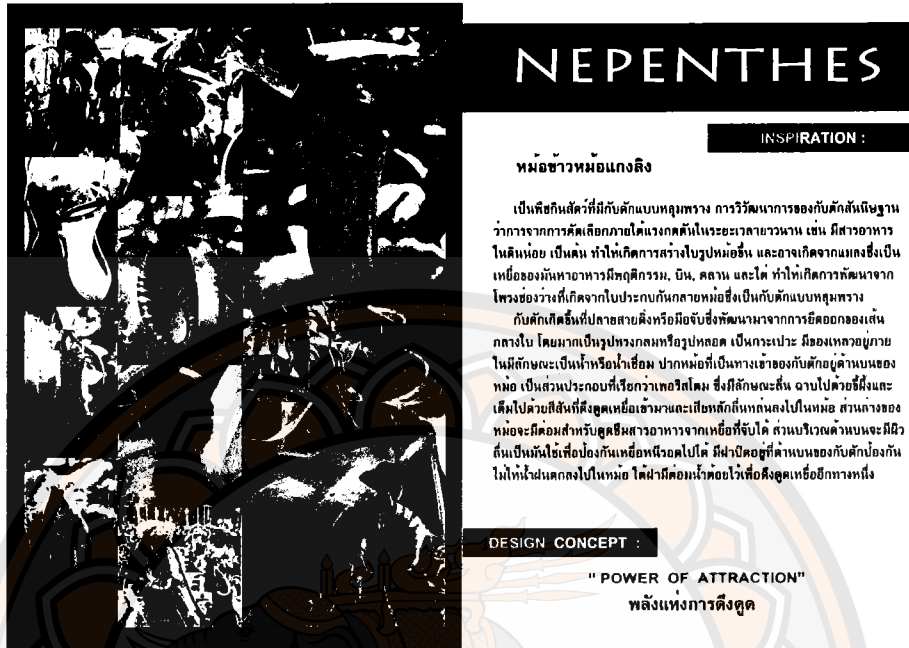 NEPENTHES
INSPIRATION :
หม้อข้าวหม้อแกงลิง
เป็นพืชกินสัตว์ที่มีกับดักแบบหลุมพราง การวิวัฒนาการของกับดักสันนิษฐาน
ว่าการจากการคัดเลือกภายใต้แรงกดดันในระยะเวลายาวนาน เช่น มีสารอาหาร
ในดินน้อย เป็นต้น ทำให้เกิดการสร้างใบรูปหม้อขึ้น และอาจเกิดจากแมลงซึ่งเป็น
เหยื่อของมันหาอาหารมีพฤติกรรม, บิน, คลาน และไต่ ทำให้เกิดการพัฒนาจาก
โพรงช่องว่างที่เกิดจากใบประกบกันกลายหม้อซึ่งเป็นกับดักแบบหลุมพราง
กับดักเกิดขึ้นที่ปลายสายดิ่งหรือมือจับซึ่งพัฒนามาจากการยืดออกของเส้น
กลางใบ โดยมากเป็นรูปทรงกลมหรือรูปหลอด เป็นกระเปาะ มีของเหลวอยู่ภาย
ในมีลักษณะเป็นน้ำหรือน้ำเชื่อม ปากหม้อที่เป็นทางเข้าของกับดักอยู่ด้านบนของ
หม้อ เป็นส่วนประกอบที่เรียกว่าเพอริสโตม ซึ่งมีลักษณะลื่น ฉาบไปด้วยขี้ผึ้งและ
เต็มไปด้วยสีสันที่ดึงดูดเหยื่อเข้ามาและเสียหลักลื่นหล่นลงไปในหม้อ ส่วนล่างของ
หม้อจะมีต่อมสำหรับดูดซึมสารอาหารจากเหยื่อที่จับได้ ส่วนบริเวณด้านบนจะมีผิว
ลื่นเป็นมันใช้เพื่อป้องกันเหยื่อหนีรอดไปได้ มีฝาปิดอยู่ที่ด้านบนของกับดักป้องกัน
ไม่ให้น้ำฝนตกลงไปในหม้อ ใต้ฝามีต่อมน้ำต้อยไว้เพื่อดึงดูดเหยื่ออีกทางหนึ่ง
DESIGN CONCEPT :
" POWER OF ATTRACTION"
พลังแห่งการดึงดูด